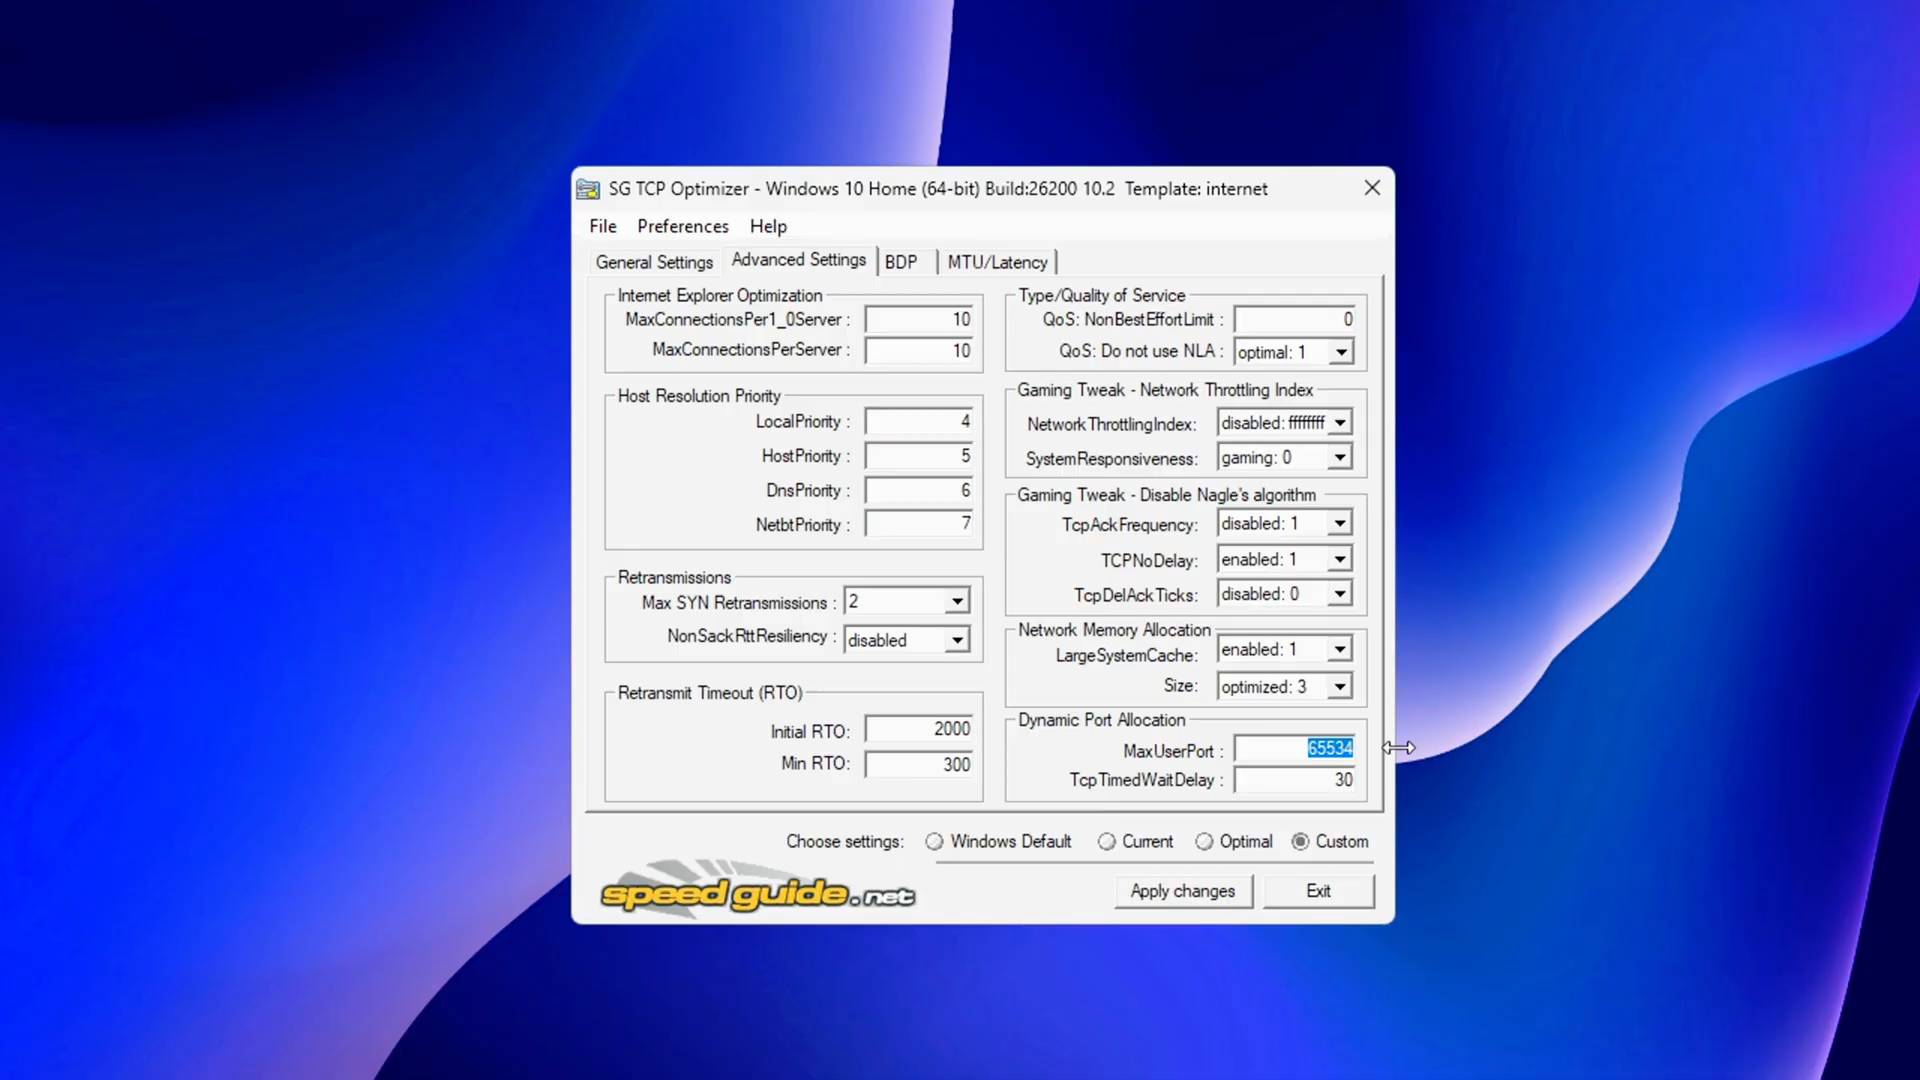 SG TCP Optimizer - Windows 10 Home (64-bit) Build:26200 10.2  Template: internet
File Preferences Help
General Settings Advanced Settings BDP MTU/Latency
Internet Explorer Optimization
MaxConnectionsPer1_0Server : 10
MaxConnectionsPerServer : 10
Host Resolution Priority
LocalPriority : 4
HostPriority : 5
DnsPriority : 6
NetbtPriority : 7
Retransmissions
Max SYN Retransmissions : 2
NonSackRttResiliency : disabled
Retransmit Timeout (RTO)
Initial RTO: 2000
Min RTO: 300
Type/Quality of Service
QoS: NonBestEffortLimit : 0
QoS: Do not use NLA : optimal: 1
Gaming Tweak - Network Throttling Index
NetworkThrottlingIndex: disabled: ffffffff
SystemResponsiveness: gaming: 0
Gaming Tweak - Disable Nagle's algorithm
TcpAckFrequency: disabled: 1
TCPNoDelay: enabled: 1
TcpDelAckTicks: disabled: 0
Network Memory Allocation
LargeSystemCache: enabled: 1
Size: optimized: 3
Dynamic Port Allocation
MaxUserPort : 65534
TcpTimedWaitDelay : 30
Choose settings: Windows Default Current Optimal Custom
speedguide.net
Apply changes Exit